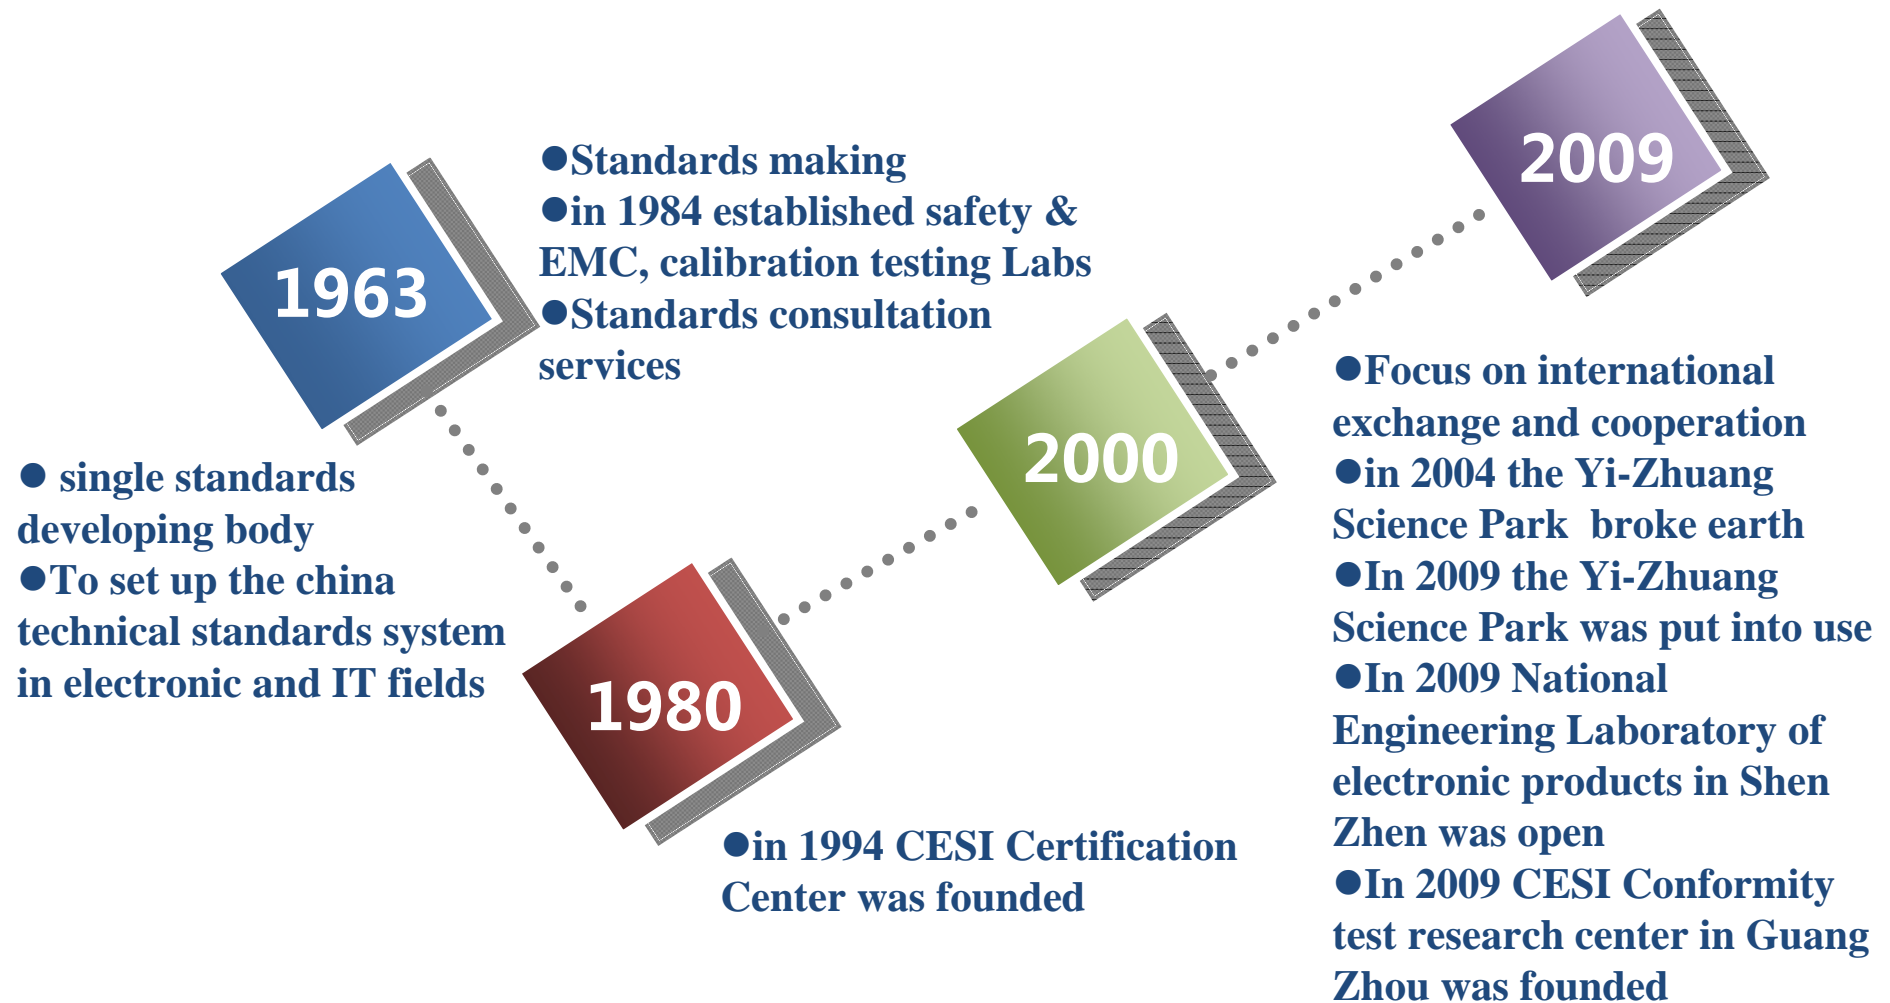 1963
● single standards
developing body
●To set up the china
technical standards system
in electronic and IT fields
●Standards making
●in 1984 established safety &
EMC, calibration testing Labs
●Standards consultation
services
1980
●in 1994 CESI Certification
Center was founded
2000
2009
●Focus on international
exchange and cooperation
●in 2004 the Yi-Zhuang
Science Park  broke earth
●In 2009 the Yi-Zhuang
Science Park was put into use
●In 2009 National
Engineering Laboratory of
electronic products in Shen
Zhen was open
●In 2009 CESI Conformity
test research center in Guang
Zhou was founded